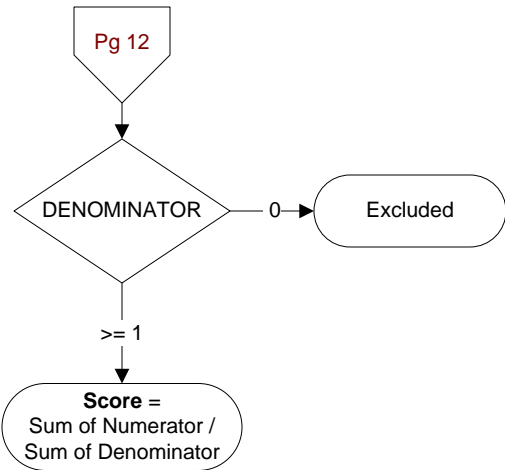 Pg 12
DENOMINATOR
0
Excluded
>= 1
Score =
Sum of Numerator /
Sum of Denominator